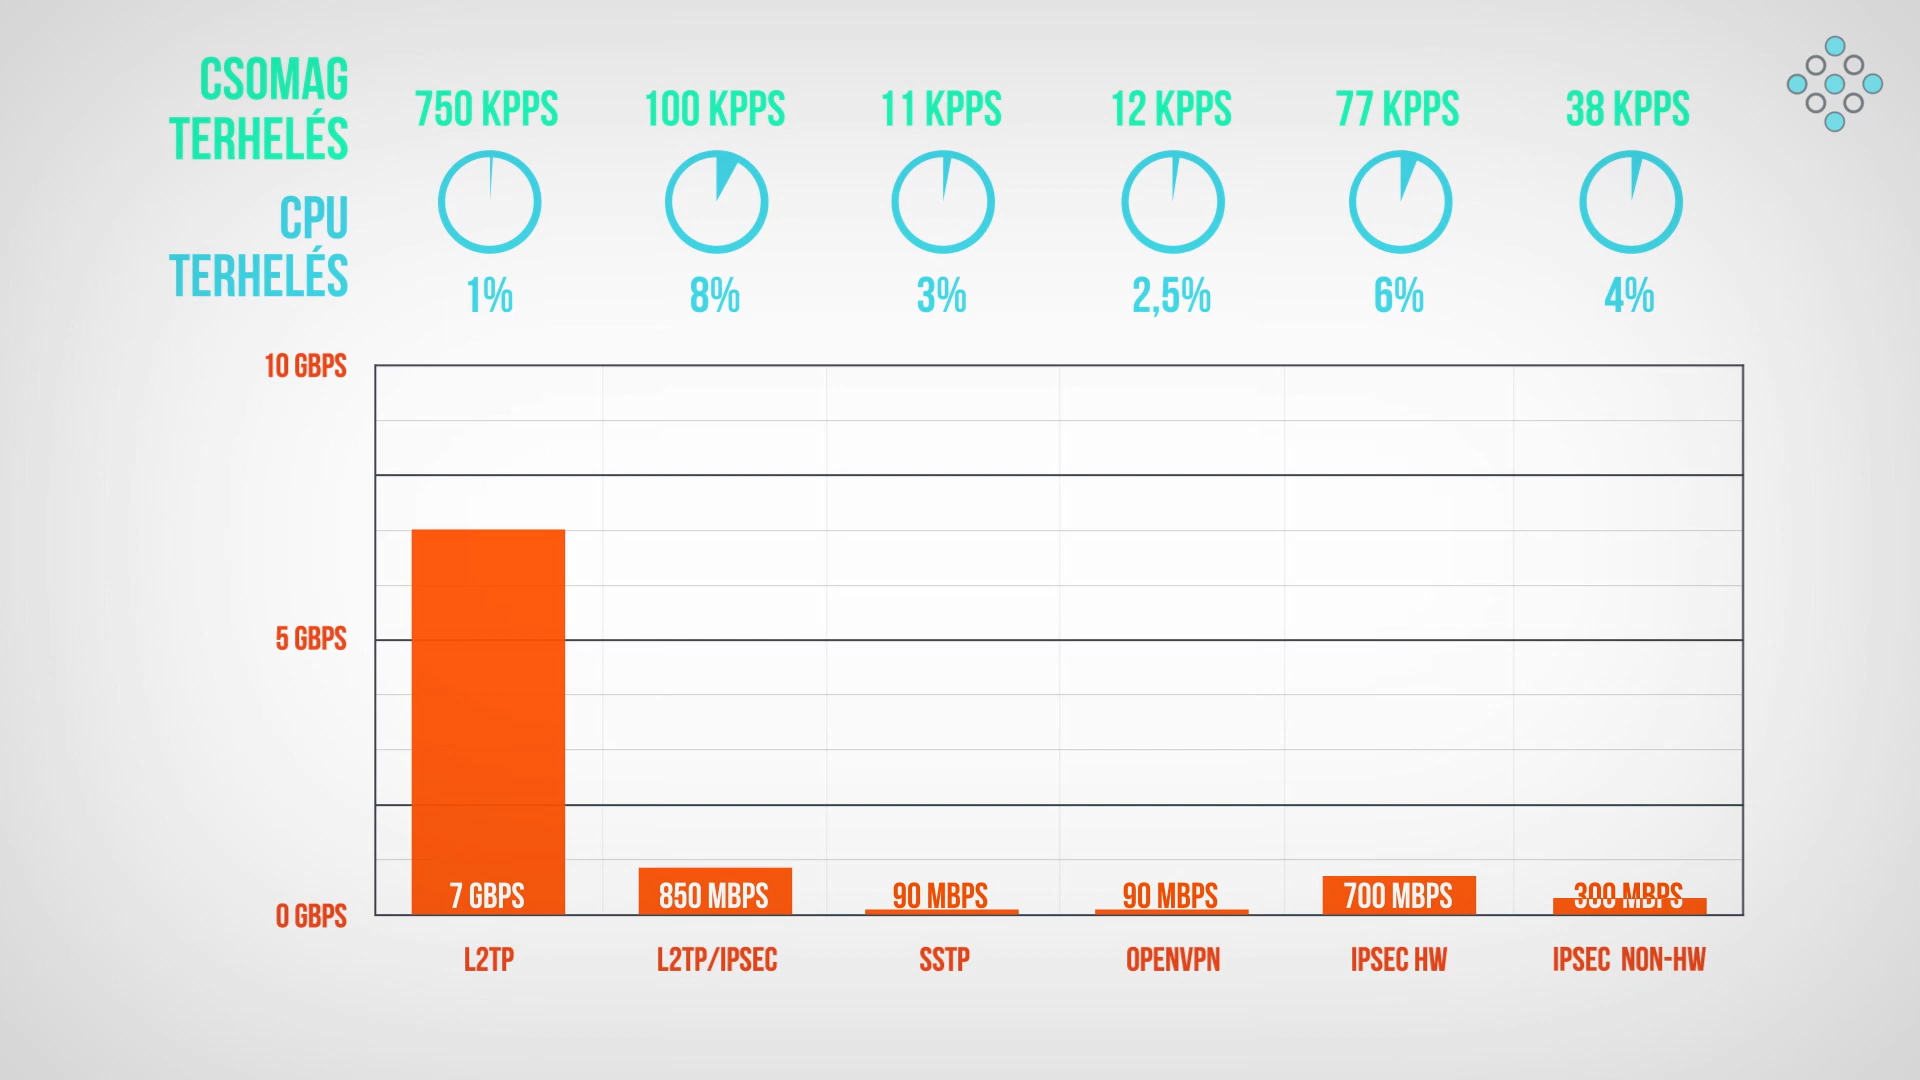 CSOMAG
TERHELÉS
750 KPPS 100 KPPS 11 KPPS 12 KPPS 77 KPPS 38 KPPS
CPU
TERHELÉS
1% 8% 3% 2,5% 6% 4%
10 GBPS
5 GBPS
0 GBPS
7 GBPS 850 MBPS 90 MBPS 90 MBPS 700 MBPS 300 MBPS
L2TP L2TP/IPSEC SSTP OPENVPN IPSEC HW IPSEC NON-HW